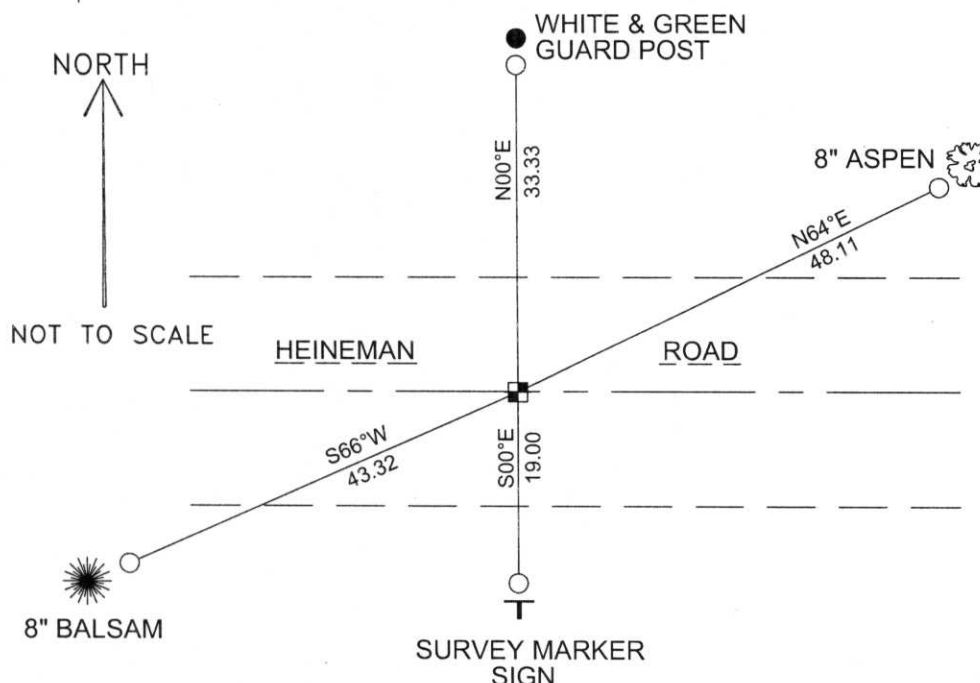 WHITE & GREEN
GUARD POST
NORTH
N00°E
33.33
8" ASPEN
N64°E
48.11
NOT TO SCALE
HEINEMAN
ROAD
S66°W
43.32
S00°E
19.00
8" BALSAM
SURVEY MARKER
SIGN